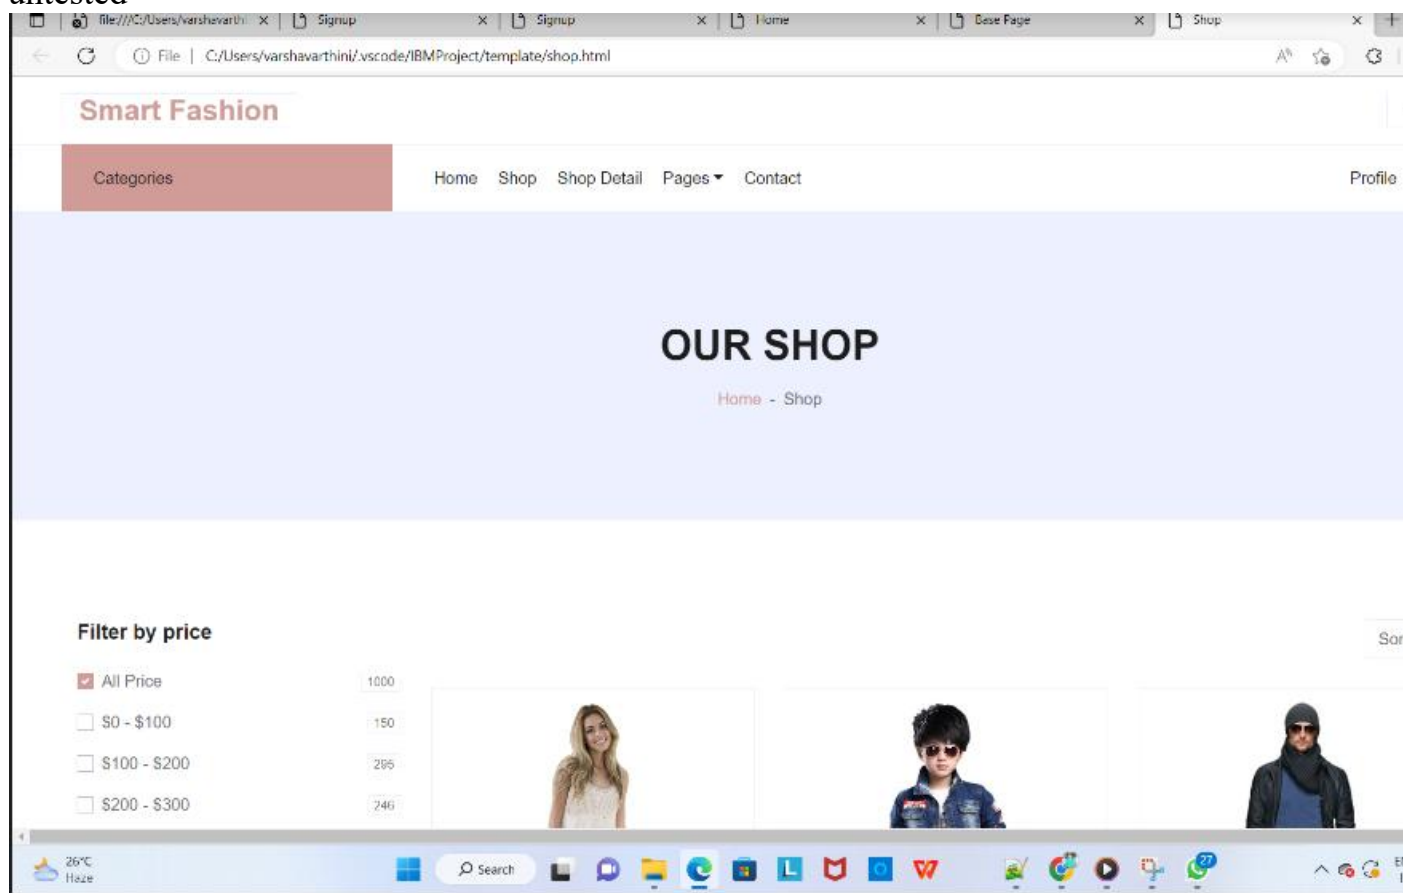 untested
file:///C:/Users/varshavarthi
Signup
Signup
Home
Base Page
Shop
File | C:/Users/varshavarthini/.vscode/IBMProject/template/shop.html
Smart Fashion
Categories Home Shop Shop Detail Pages Contact Profile
OUR SHOP
Home - Shop
Filter by price
Sor
All Price 1000
$0 - $100 150
$100 - $200 295
$200 - $300 246
26°C
Haze
Search
27